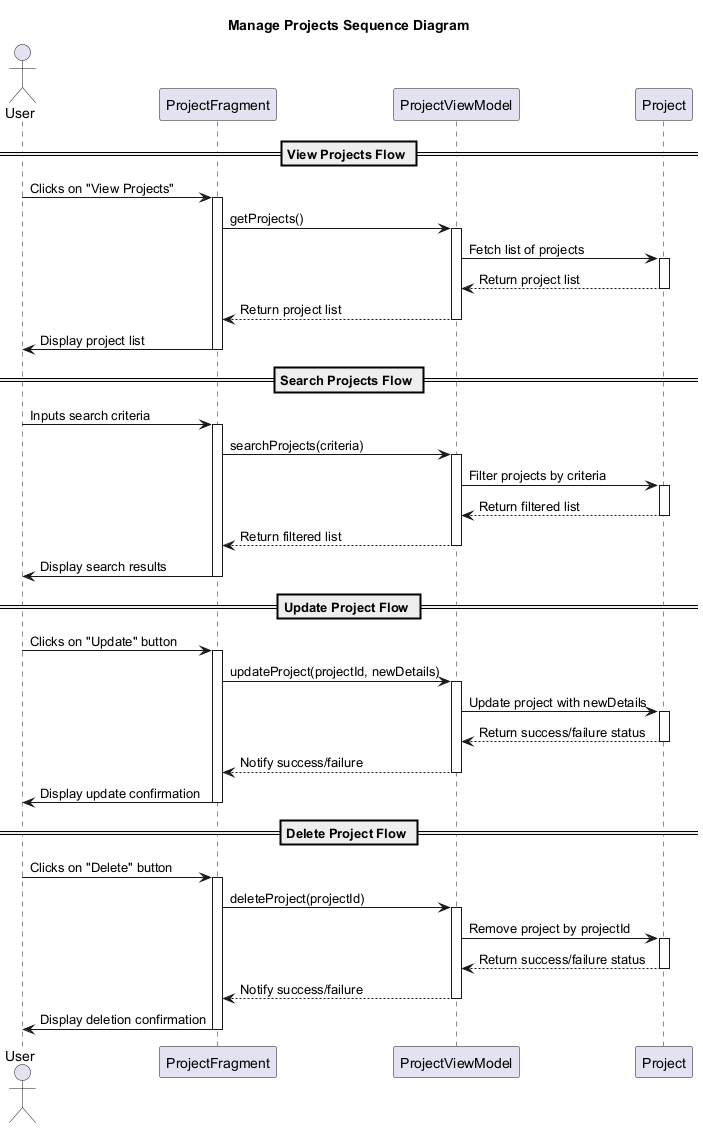 Manage Projects Sequence Diagram
User
ProjectFragment
ProjectViewModel
Project
View Projects Flow
Clicks on "View Projects"
getProjects()
Fetch list of projects
Return project list
Return project list
Display project list
Search Projects Flow
Inputs search criteria
searchProjects(criteria)
Filter projects by criteria
Return filtered list
Return filtered list
Display search results
Update Project Flow
Clicks on "Update" button
updateProject(projectId, newDetails)
Update project with newDetails
Return success/failure status
Notify success/failure
Display update confirmation
Delete Project Flow
Clicks on "Delete" button
deleteProject(projectId)
Remove project by projectId
Return success/failure status
Notify success/failure
Display deletion confirmation
User
ProjectFragment
ProjectViewModel
Project